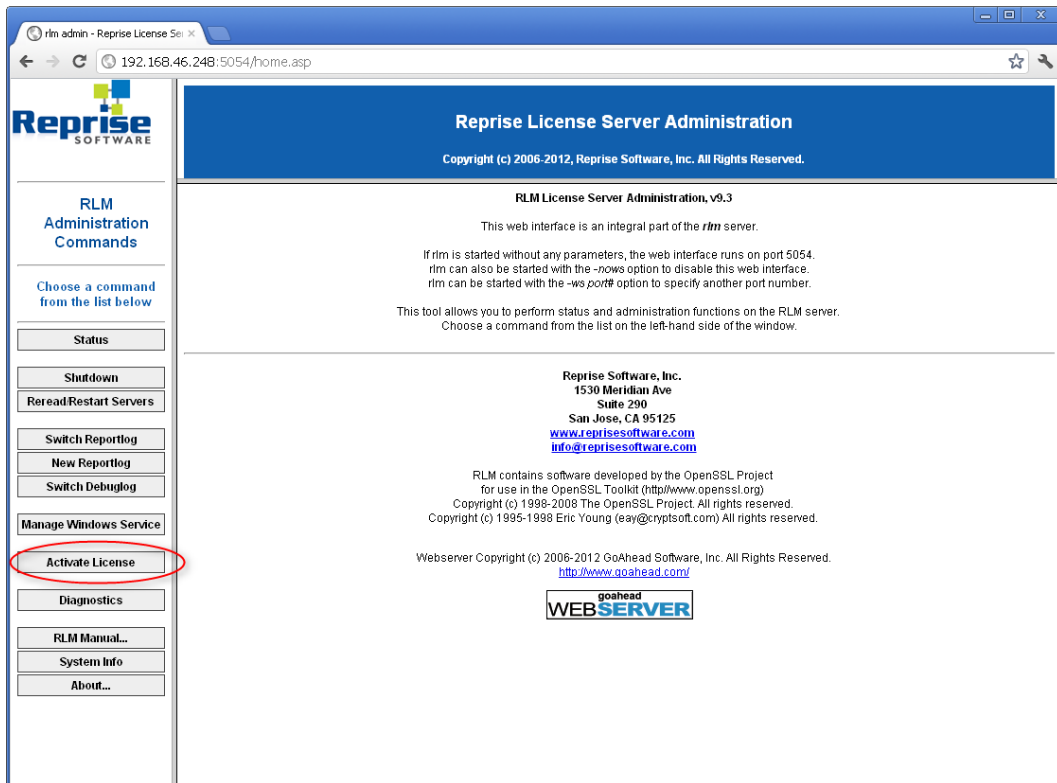 rlm admin - Reprise License Ser
192.168.46.248:5054/home.asp
Reprise
SOFTWARE
RLM
Administration
Commands
Choose a command
from the list below
Status
Shutdown
Reread/Restart Servers
Switch Reportlog
New Reportlog
Switch Debuglog
Manage Windows Service
Activate License
Diagnostics
RLM Manual...
System Info
About...
Reprise License Server Administration
Copyright (c) 2006-2012, Reprise Software, Inc. All Rights Reserved.
RLM License Server Administration, v9.3
This web interface is an integral part of the rlm server.
If rlm is started without any parameters, the web interface runs on port 5054.
rlm can also be started with the -nows option to disable this web interface.
rlm can be started with the -ws port# option to specify another port number.
This tool allows you to perform status and administration functions on the RLM server.
Choose a command from the list on the left-hand side of the window.
Reprise Software, Inc.
1530 Meridian Ave
Suite 290
San Jose, CA 95125
www.reprisesoftware.com
info@reprisesoftware.com
RLM contains software developed by the OpenSSL Project
for use in the OpenSSL Toolkit (http//www.openssl.org)
Copyright (c) 1998-2008 The OpenSSL Project. All rights reserved.
Copyright (c) 1995-1998 Eric Young (eay@cryptsoft.com) All rights reserved.
Webserver Copyright (c) 2006-2012 GoAhead Software, Inc. All Rights Reserved.
http://www.goahead.com/
goahead
WEBSERVER